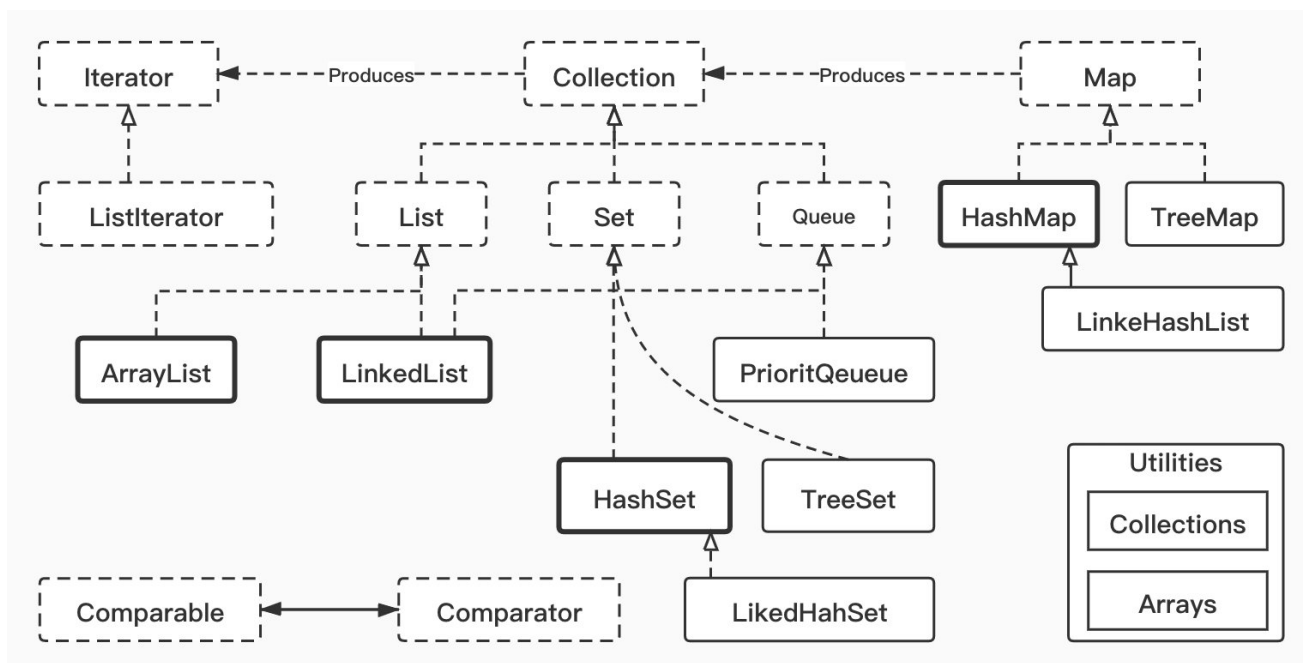 Iterator
Produces
Collection
Produces
Map
ListIterator
List
Set
Queue
HashMap
TreeMap
LinkeHashList
ArrayList
LinkedList
PrioritQeueue
Utilities
HashSet
TreeSet
Collections
Comparable
Comparator
LikedHahSet
Arrays